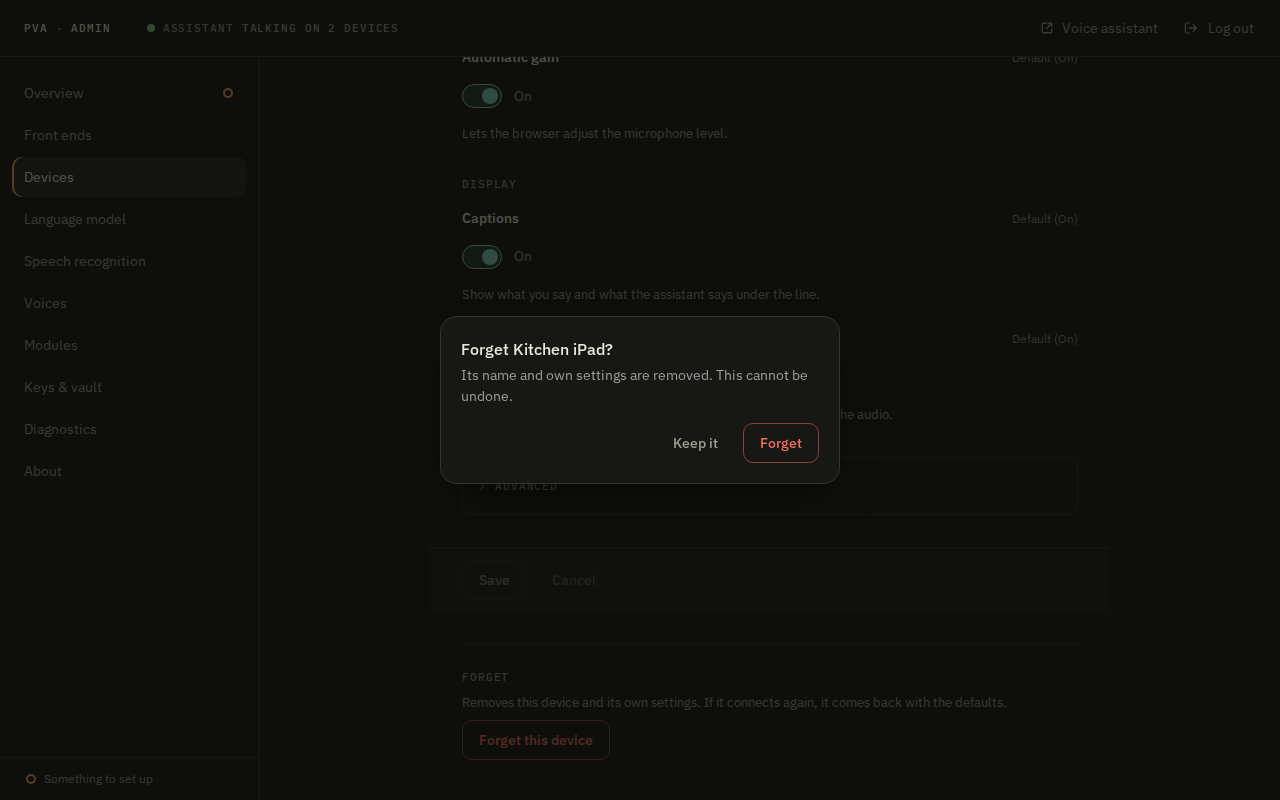 PVA · ADMIN
ASSISTANT TALKING ON 2 DEVICES
Voice assistant
Log out
Overview
Front ends
Devices
Language model
Speech recognition
Voices
Modules
Keys & vault
Diagnostics
About
Something to set up
Automatic gain
Default (On)
On
Lets the browser adjust the microphone level.
DISPLAY
Captions
Default (On)
On
Show what you say and what the assistant says under the line.
Default (On)
he audio.
Forget Kitchen iPad?
Its name and own settings are removed. This cannot be
undone.
Keep it
Forget
ADVANCED
Save
Cancel
FORGET
Removes this device and its own settings. If it connects again, it comes back with the defaults.
Forget this device